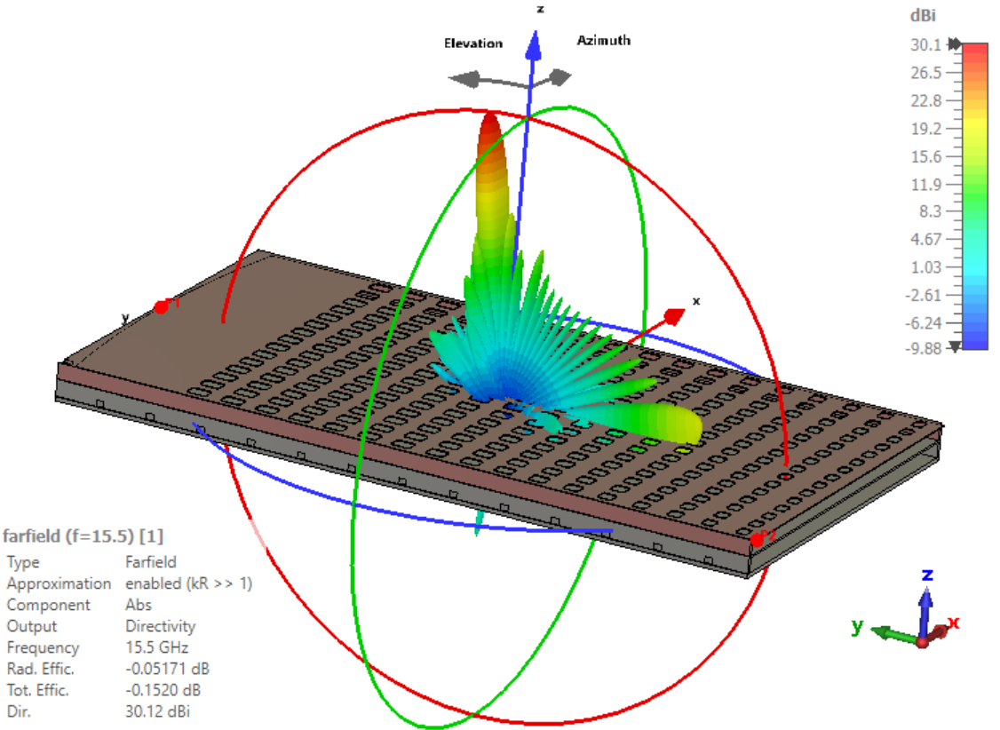 z
dBi
Elevation
Azimuth
30.1
26.5
22.8
19.2
15.6
11.9
8.3
4.67
1.03
-2.61
-6.24
-9.88
x
P1
y
P2
farfield (f=15.5) [1]
Type Farfield
Approximation enabled (kR >> 1)
Component Abs
Output Directivity
Frequency 15.5 GHz
Rad. Effic. -0.05171 dB
Tot. Effic. -0.1520 dB
Dir. 30.12 dBi
z
y
x